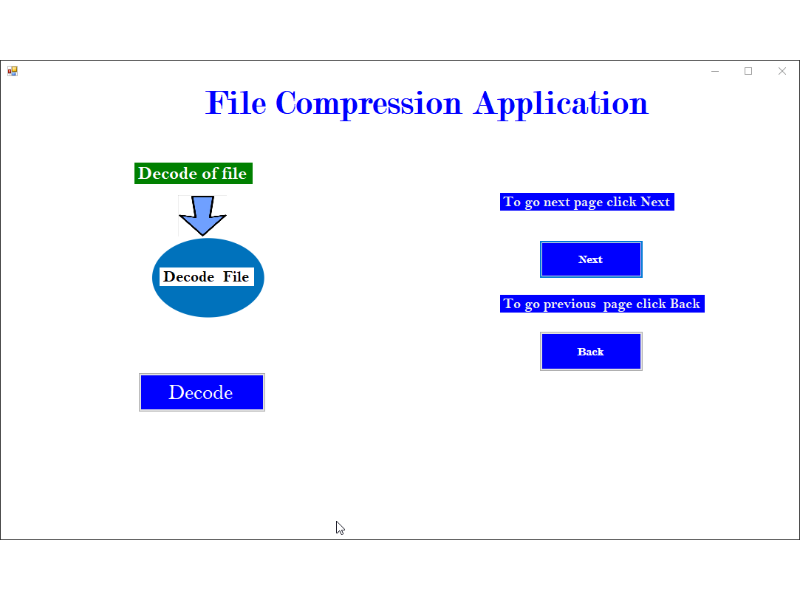 File Compression Application
Decode of file
To go next page click Next
Decode  File
Next
To go previous  page click Back
Back
Decode